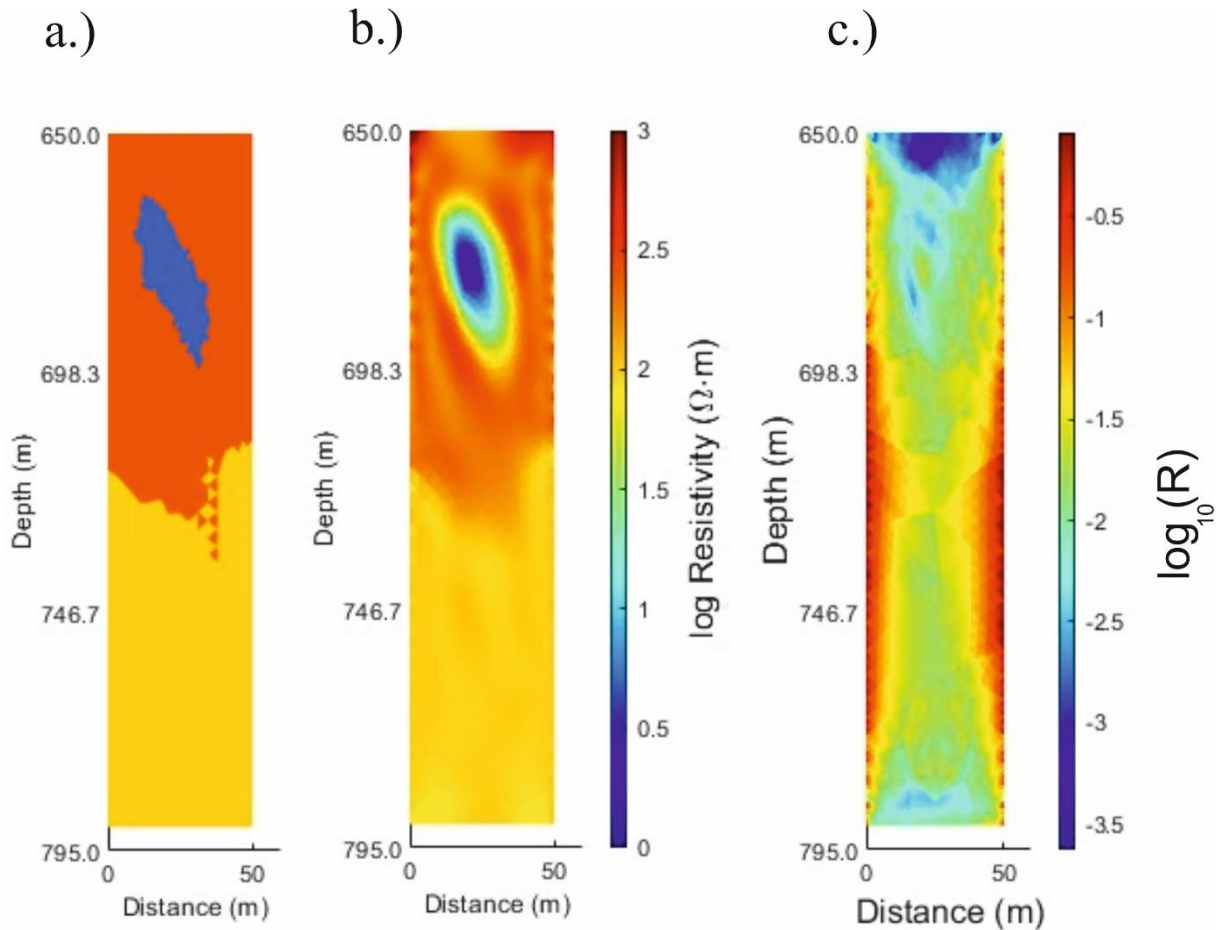 a.)
650.0
698.3
746.7
795.0
Depth (m)
0
50
Distance (m)
b.)
650.0
698.3
746.7
795.0
Depth (m)
0
50
Distance (m)
3
2.5
2
1.5
1
0.5
0
log Resistivity (Ω·m)
c.)
650.0
698.3
746.7
795.0
Depth (m)
0
50
Distance (m)
-0.5
-1
-1.5
-2
-2.5
-3
-3.5
log10(R)